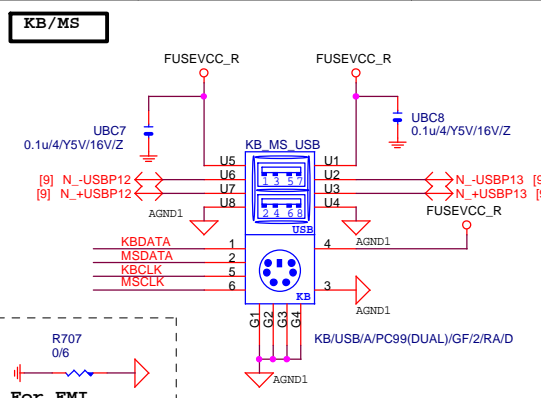 KB/MS
FUSEVCC_R
FUSEVCC_R
UBC7
0.1u/4/Y5V/16V/Z
UBC8
0.1u/4/Y5V/16V/Z
KB_MS_USB
U5
U1
[9] N_-USBP12
U6
U2
N_-USBP13
[9] N_+USBP12
U7
U3
N_+USBP13
U8
U4
1 3 5 7
2 4 6 8
USB
AGND1
FUSEVCC_R
AGND1
KBDATA
1
4
MSDATA
2
KBCLK
5
MSCLK
6
3
KB
AGND1
G1
G2
G3
G4
KB/USB/A/PC99(DUAL)/GF/2/RA/D
AGND1
R707
0/6
For EMI